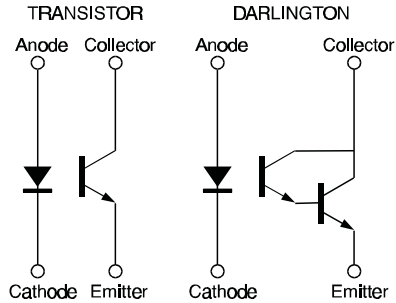 TRANSISTOR DARLINGTON
Anode Collector Anode Collector
Cathode Emitter Cathode Emitter